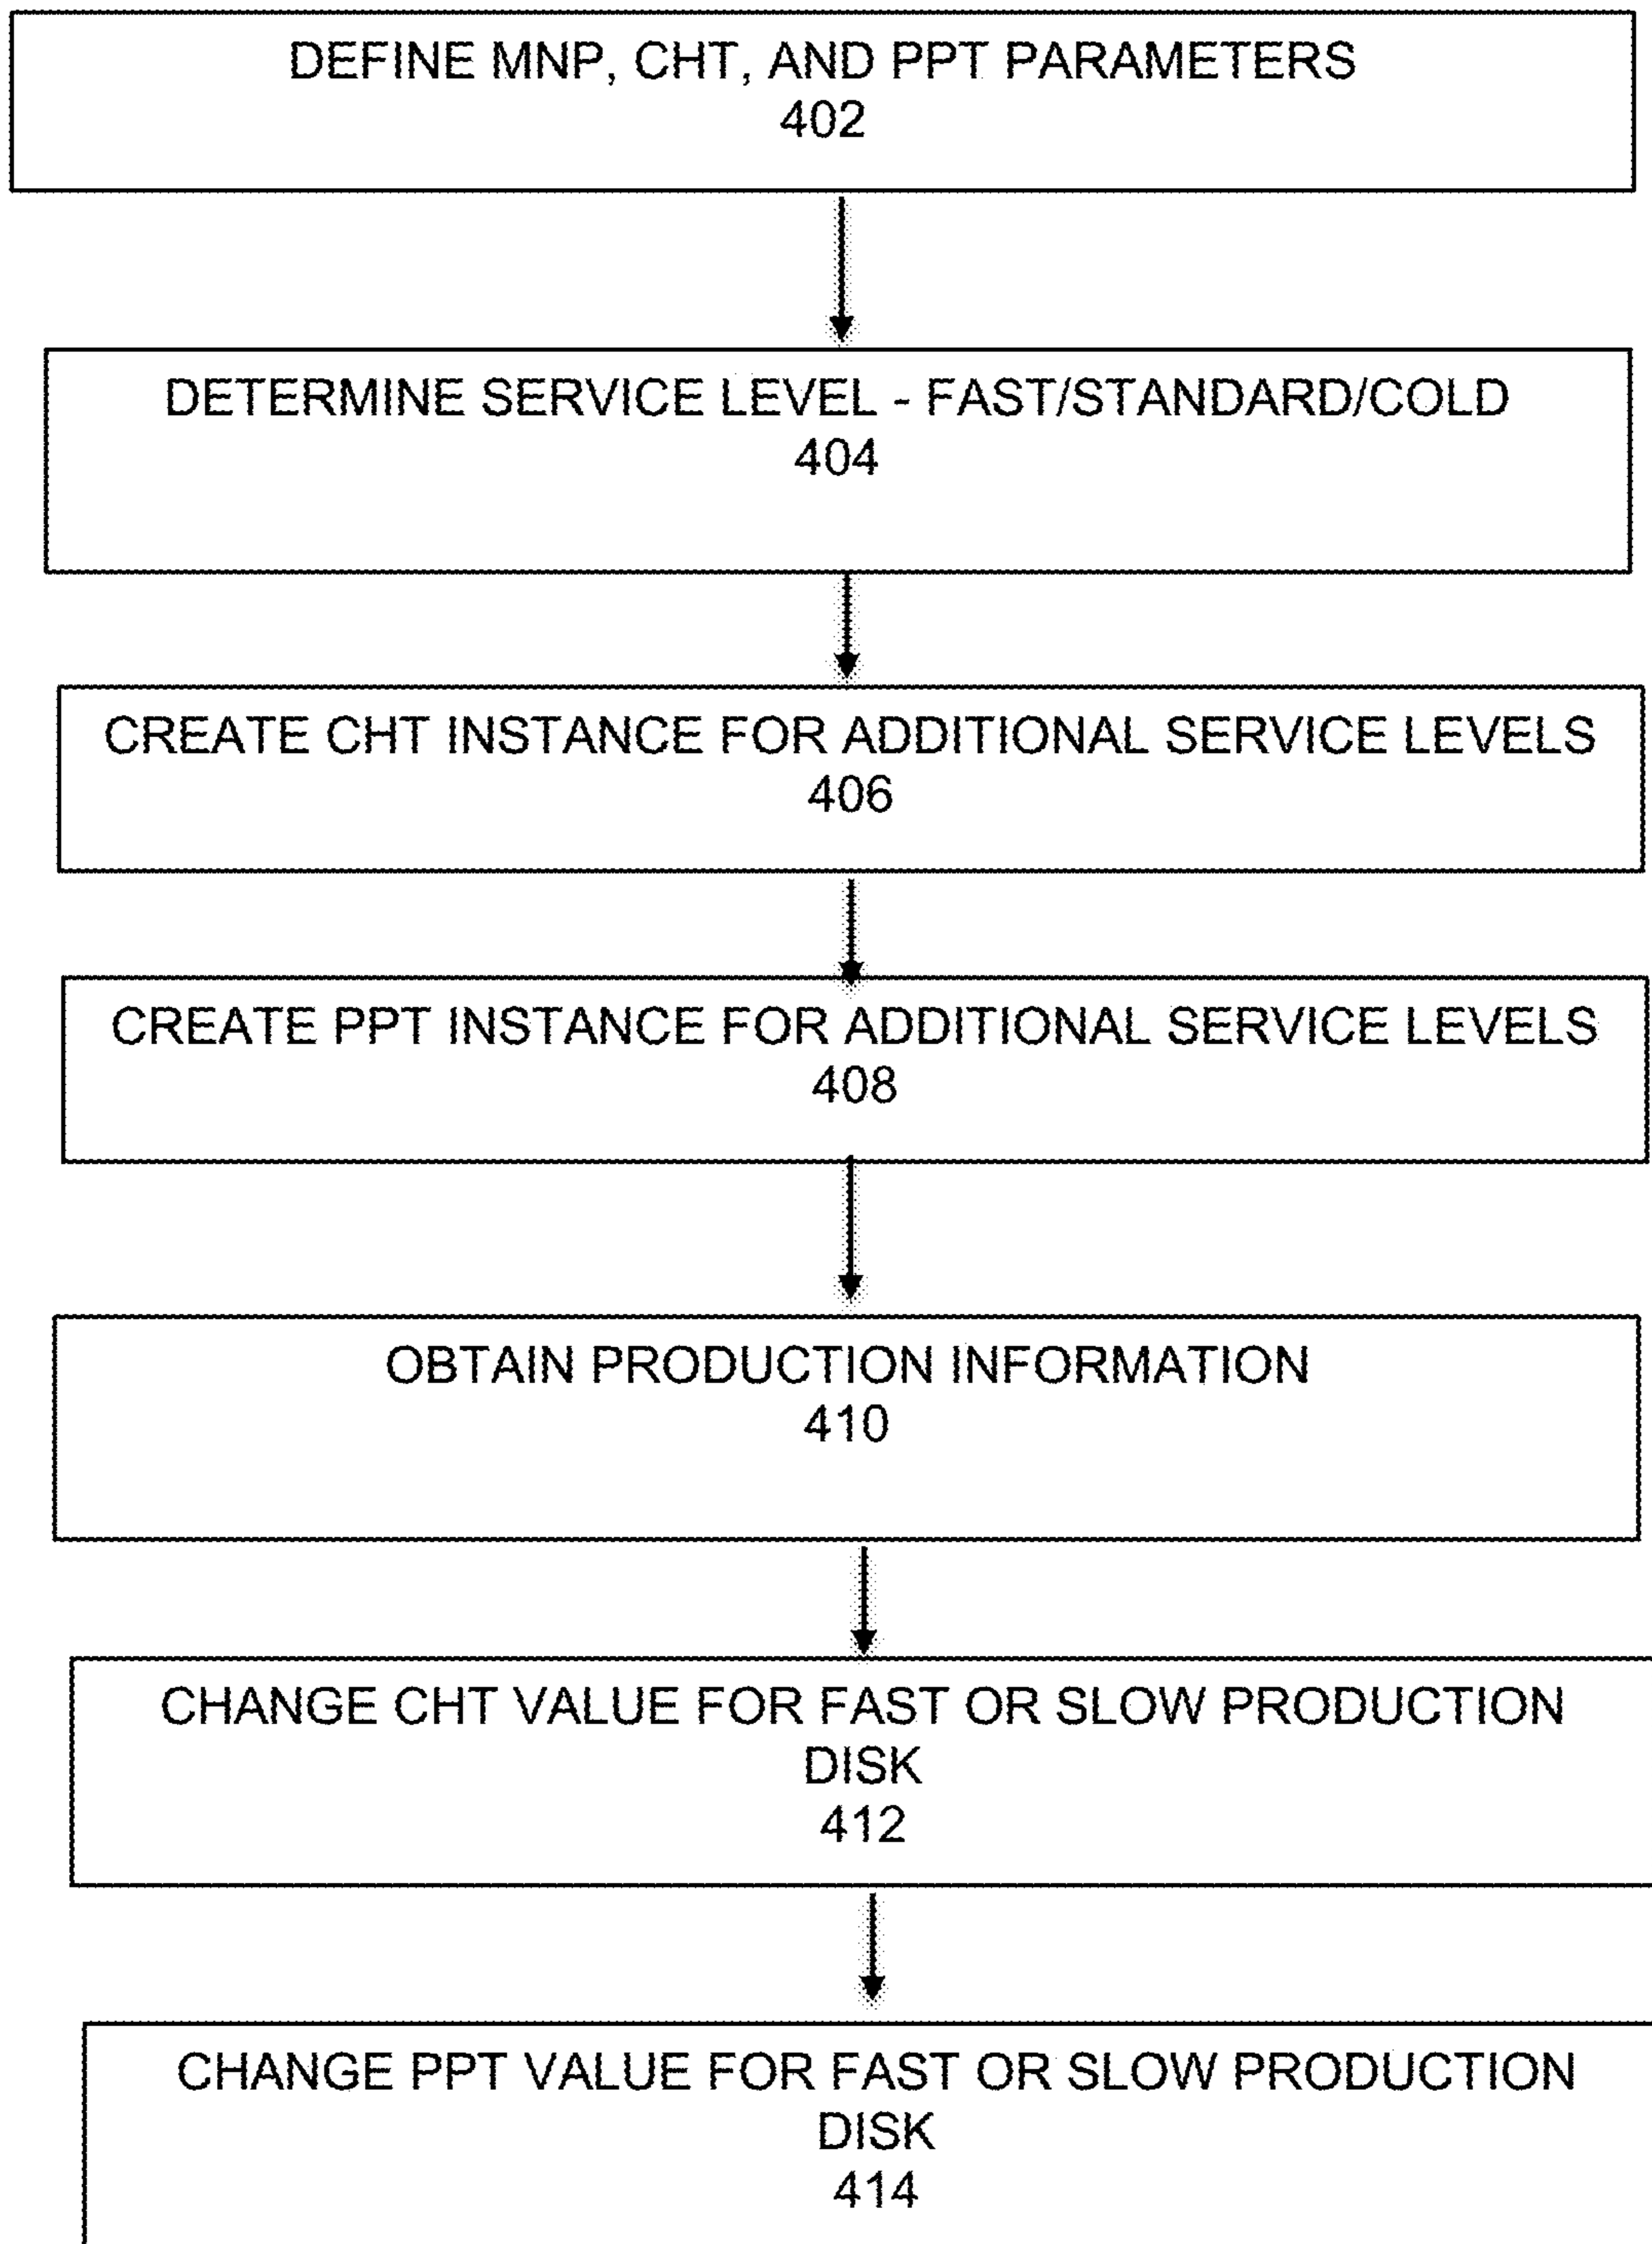 DEFINE MNP, CHT, AND PPT PARAMETERS
402
DETERMINE SERVICE LEVEL - FAST/STANDARD/COLD
404
CREATE CHT INSTANCE FOR ADDITIONAL SERVICE LEVELS
406
CREATE PPT INSTANCE FOR ADDITIONAL SERVICE LEVELS
408
OBTAIN PRODUCTION INFORMATION
410
CHANGE CHT VALUE FOR FAST OR SLOW PRODUCTION
DISK
412
CHANGE PPT VALUE FOR FAST OR SLOW PRODUCTION
DISK
414